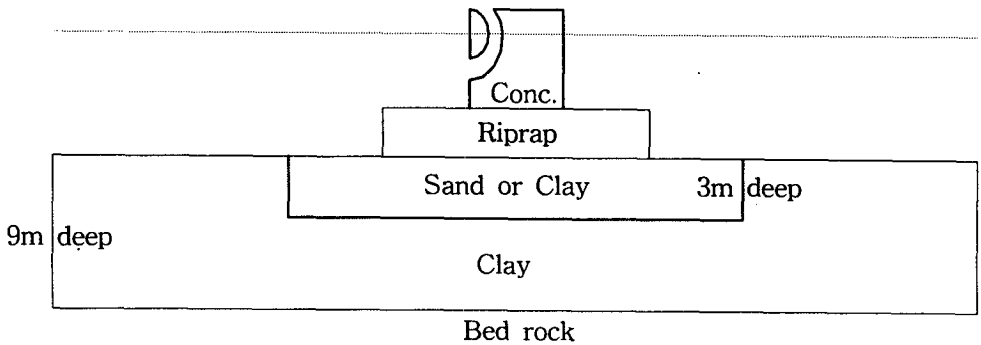 Conc.
Riprap
Sand or Clay
3m deep
9m deep
Clay
Bed rock